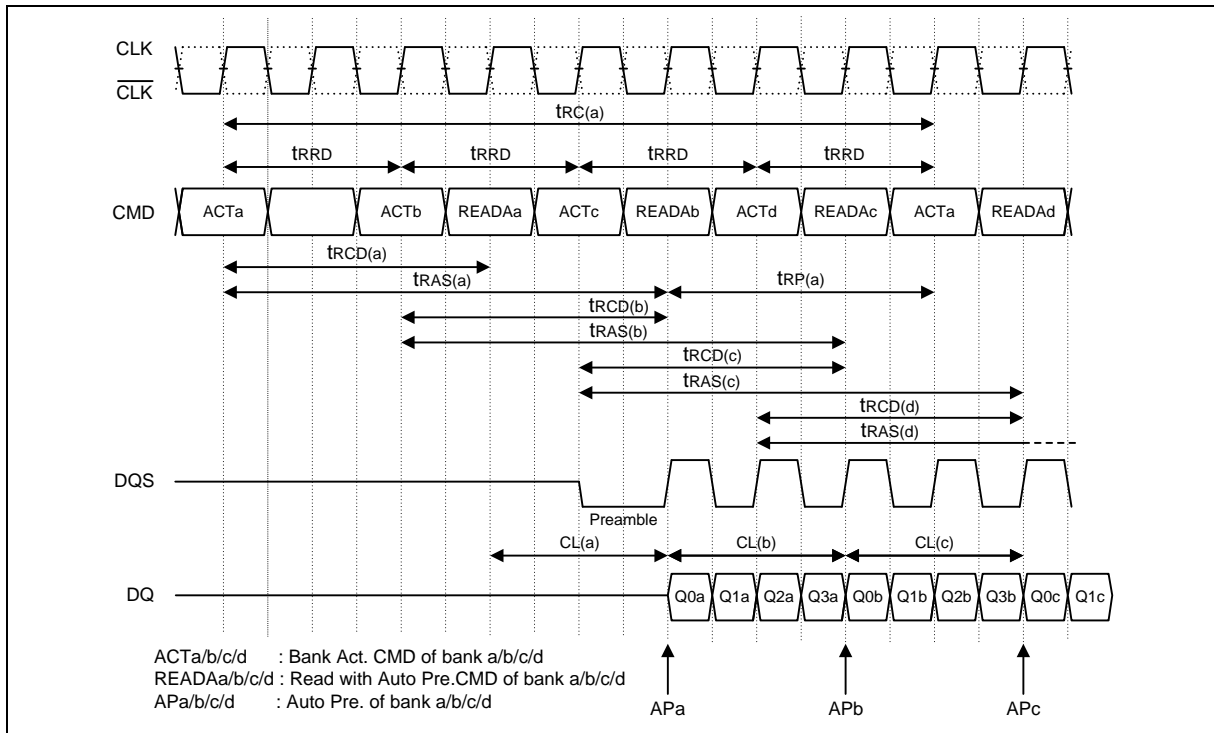 CLK
CLK
tRC(a)
tRRD tRRD tRRD tRRD
CMD ACTa ACTb READAa ACTc READAb ACTd READAc ACTa READAd
tRCD(a)
tRAS(a) tRP(a)
tRCD(b)
tRAS(b)
tRCD(c)
tRAS(c)
tRCD(d)
tRAS(d)
DQS
Preamble
CL(a) CL(b) CL(c)
DQ Q0a Q1a Q2a Q3a Q0b Q1b Q2b Q3b Q0c Q1c
ACTa/b/c/d : Bank Act. CMD of bank a/b/c/d
READAa/b/c/d : Read with Auto Pre.CMD of bank a/b/c/d
APa/b/c/d : Auto Pre. of bank a/b/c/d
APa APb APc